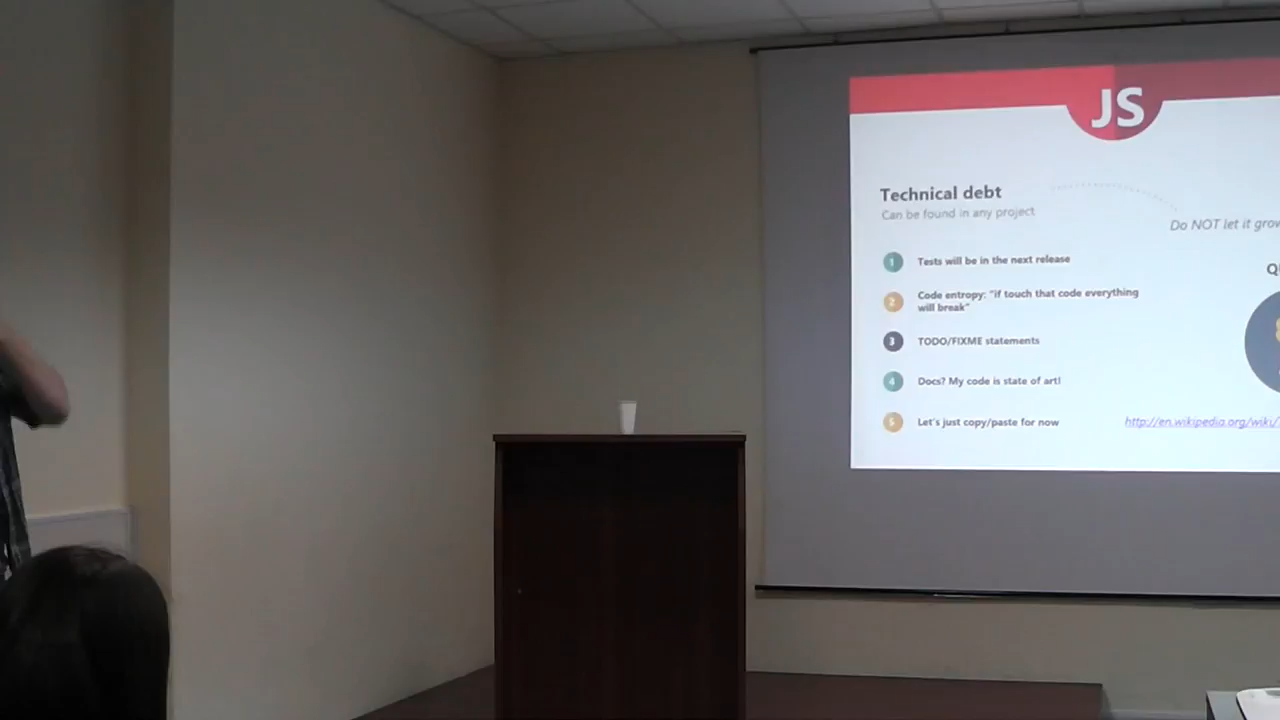 JS
Technical debt
Can be found in any project
Do NOT let it grow
1 Tests will be in the next release
2 Code entropy: "if touch that code everything
will break"
3 TODO/FIXME statements
4 Docs? My code is state of art!
5 Let's just copy/paste for now
http://en.wikipedia.org/wiki/